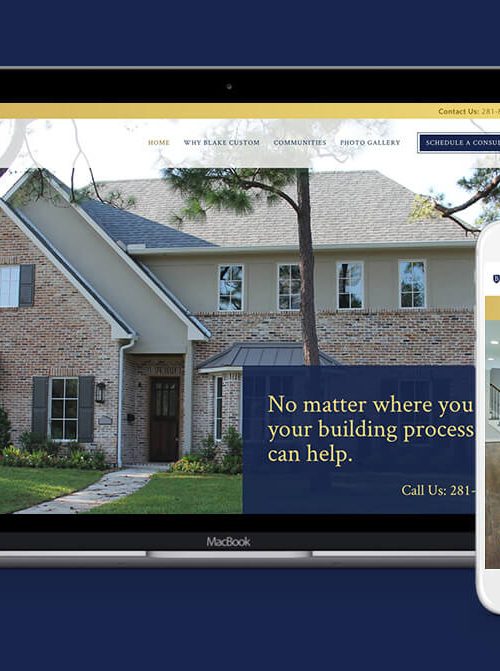 Contact Us: 281-
HOME WHY BLAKE CUSTOM COMMUNITIES PHOTO GALLERY SCHEDULE A CONSU
No matter where you
your building process
can help.
Call Us: 281-
MacBook